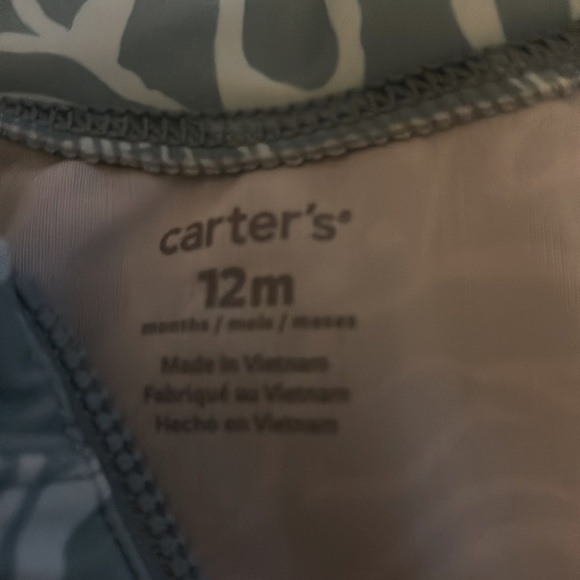 carter's®
12m
months / mois / meses
Made in Vietnam
Fabriqué au Vietnam
Hecho en Vietnam